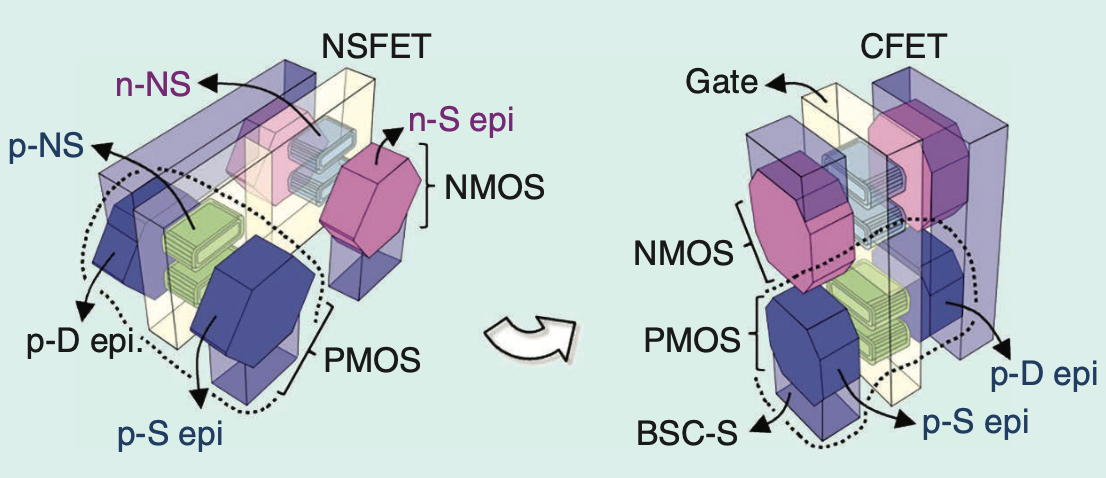 NSFET
n-NS
n-S epi
p-NS
NMOS
p-D epi.
PMOS
p-S epi
CFET
Gate
NMOS
PMOS
p-D epi
p-S epi
BSC-S